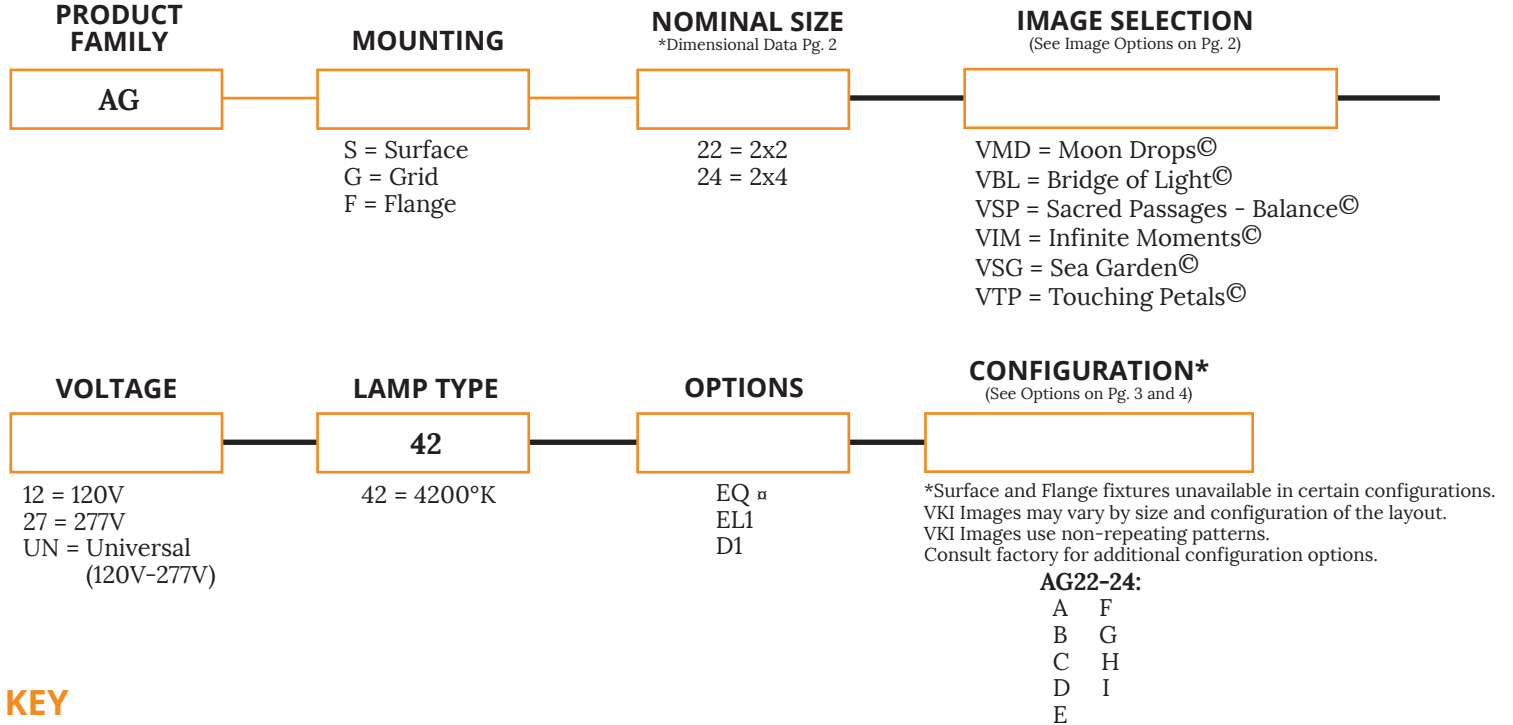 PRODUCT FAMILY
MOUNTING
NOMINAL SIZE
*Dimensional Data Pg. 2
IMAGE SELECTION
(See Image Options on Pg. 2)
AG
S = Surface
G = Grid
F = Flange
22 = 2x2
24 = 2x4
VMD = Moon Drops©
VBL = Bridge of Light©
VSP = Sacred Passages - Balance©
VIM = Infinite Moments©
VSG = Sea Garden©
VTP = Touching Petals©
VOLTAGE
LAMP TYPE
OPTIONS
CONFIGURATION*
(See Options on Pg. 3 and 4)
42
12 = 120V
27 = 277V
UN = Universal
(120V-277V)
42 = 4200°K
EQ ¤
EL1
D1
*Surface and Flange fixtures unavailable in certain configurations.
VKI Images may vary by size and configuration of the layout.
VKI Images use non-repeating patterns.
Consult factory for additional configuration options.
AG22-24:
A F
B G
C H
D I
E
KEY